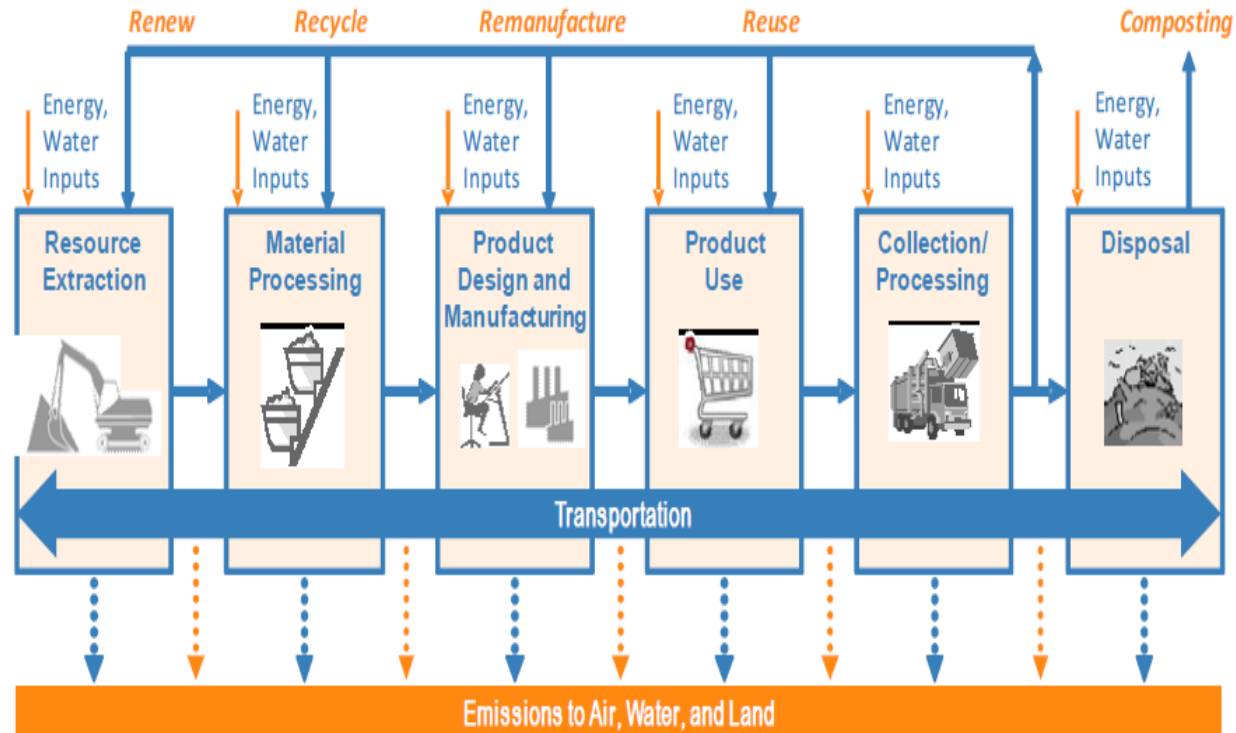 Renew Recycle Remanufacture Reuse Composting
Energy,
Water
Inputs
Energy,
Water
Inputs
Energy,
Water
Inputs
Energy,
Water
Inputs
Energy,
Water
Inputs
Energy,
Water
Inputs
Resource
Extraction
Material
Processing
Product
Design and
Manufacturing
Product
Use
Collection/
Processing
Disposal
Transportation
Emissions to Air, Water, and Land